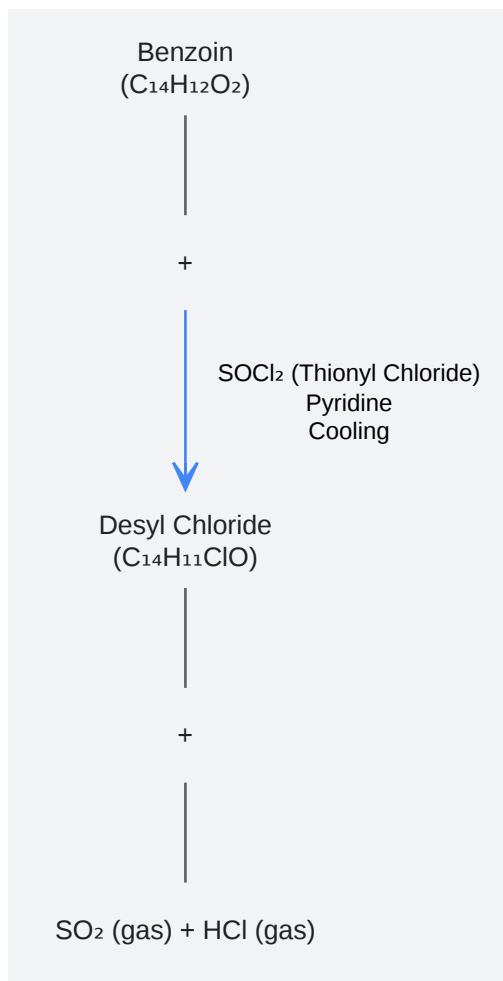 Benzoin
(C₁₄H₁₂O₂)
+
SOCl₂ (Thionyl Chloride)
Pyridine
Cooling
Desyl Chloride
(C₁₄H₁₁ClO)
+
SO₂ (gas) + HCl (gas)